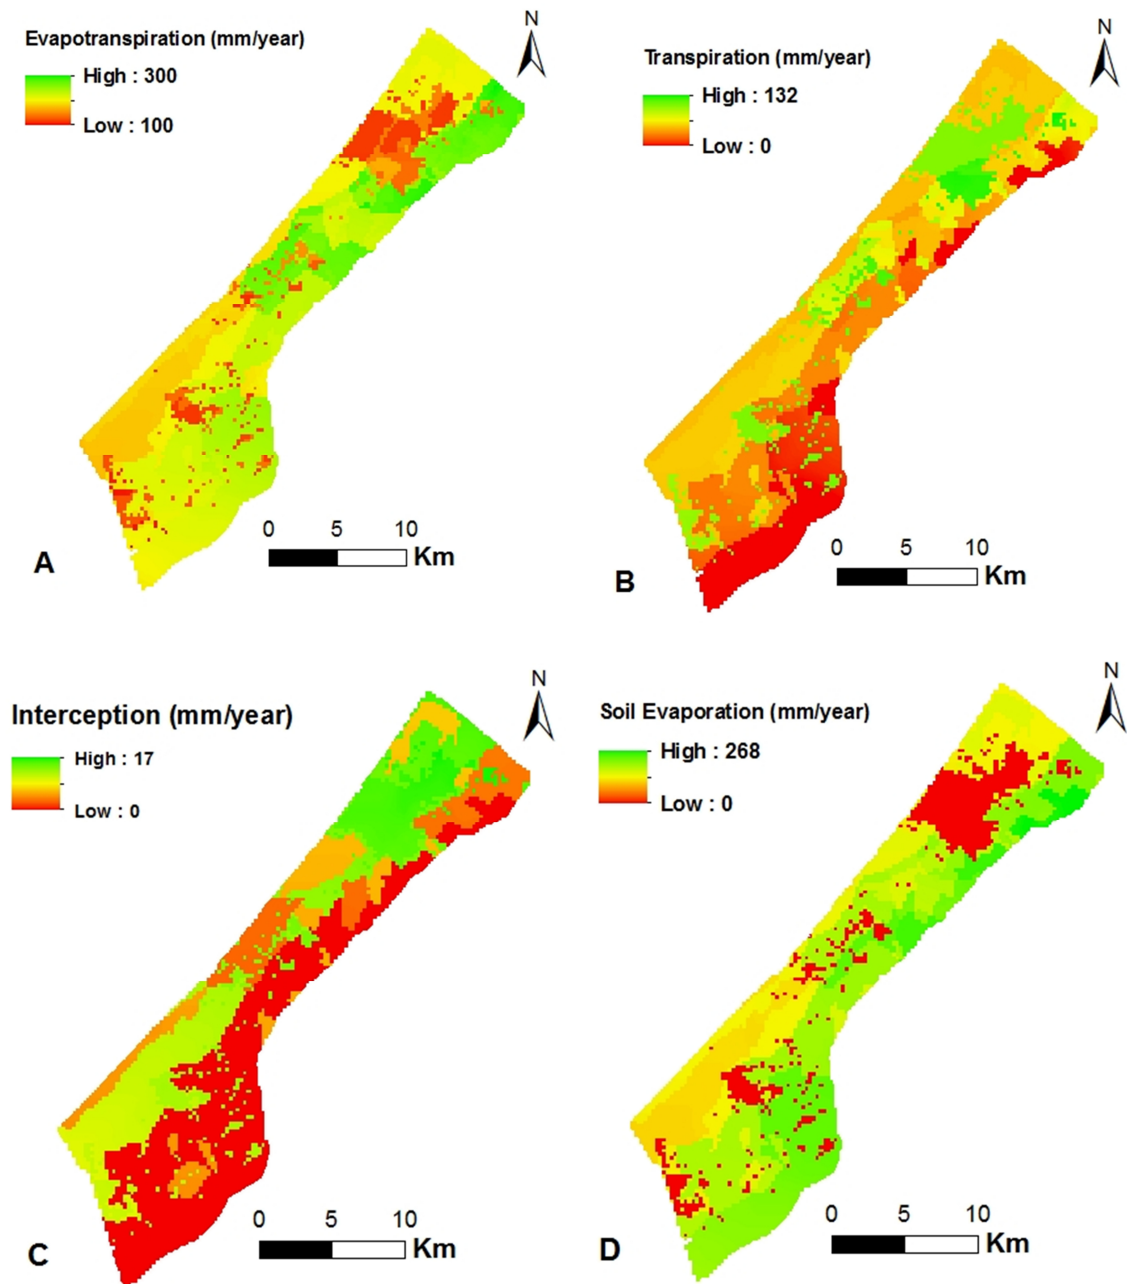 Evapotranspiration (mm/year)
High : 300
Low : 100
N
0 5 10
Km
A
Transpiration (mm/year)
High : 132
Low : 0
N
0 5 10
Km
B
Interception (mm/year)
High : 17
Low : 0
N
0 5 10
Km
C
Soil Evaporation (mm/year)
High : 268
Low : 0
N
0 5 10
Km
D